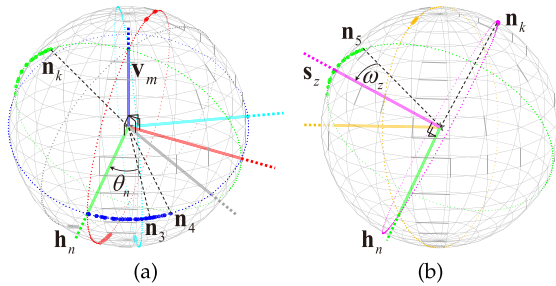 n_k
v_m
θ_n
n_3
n_4
h_n
(a)
n_5
n_k
s_z
ω_z
h_n
(b)